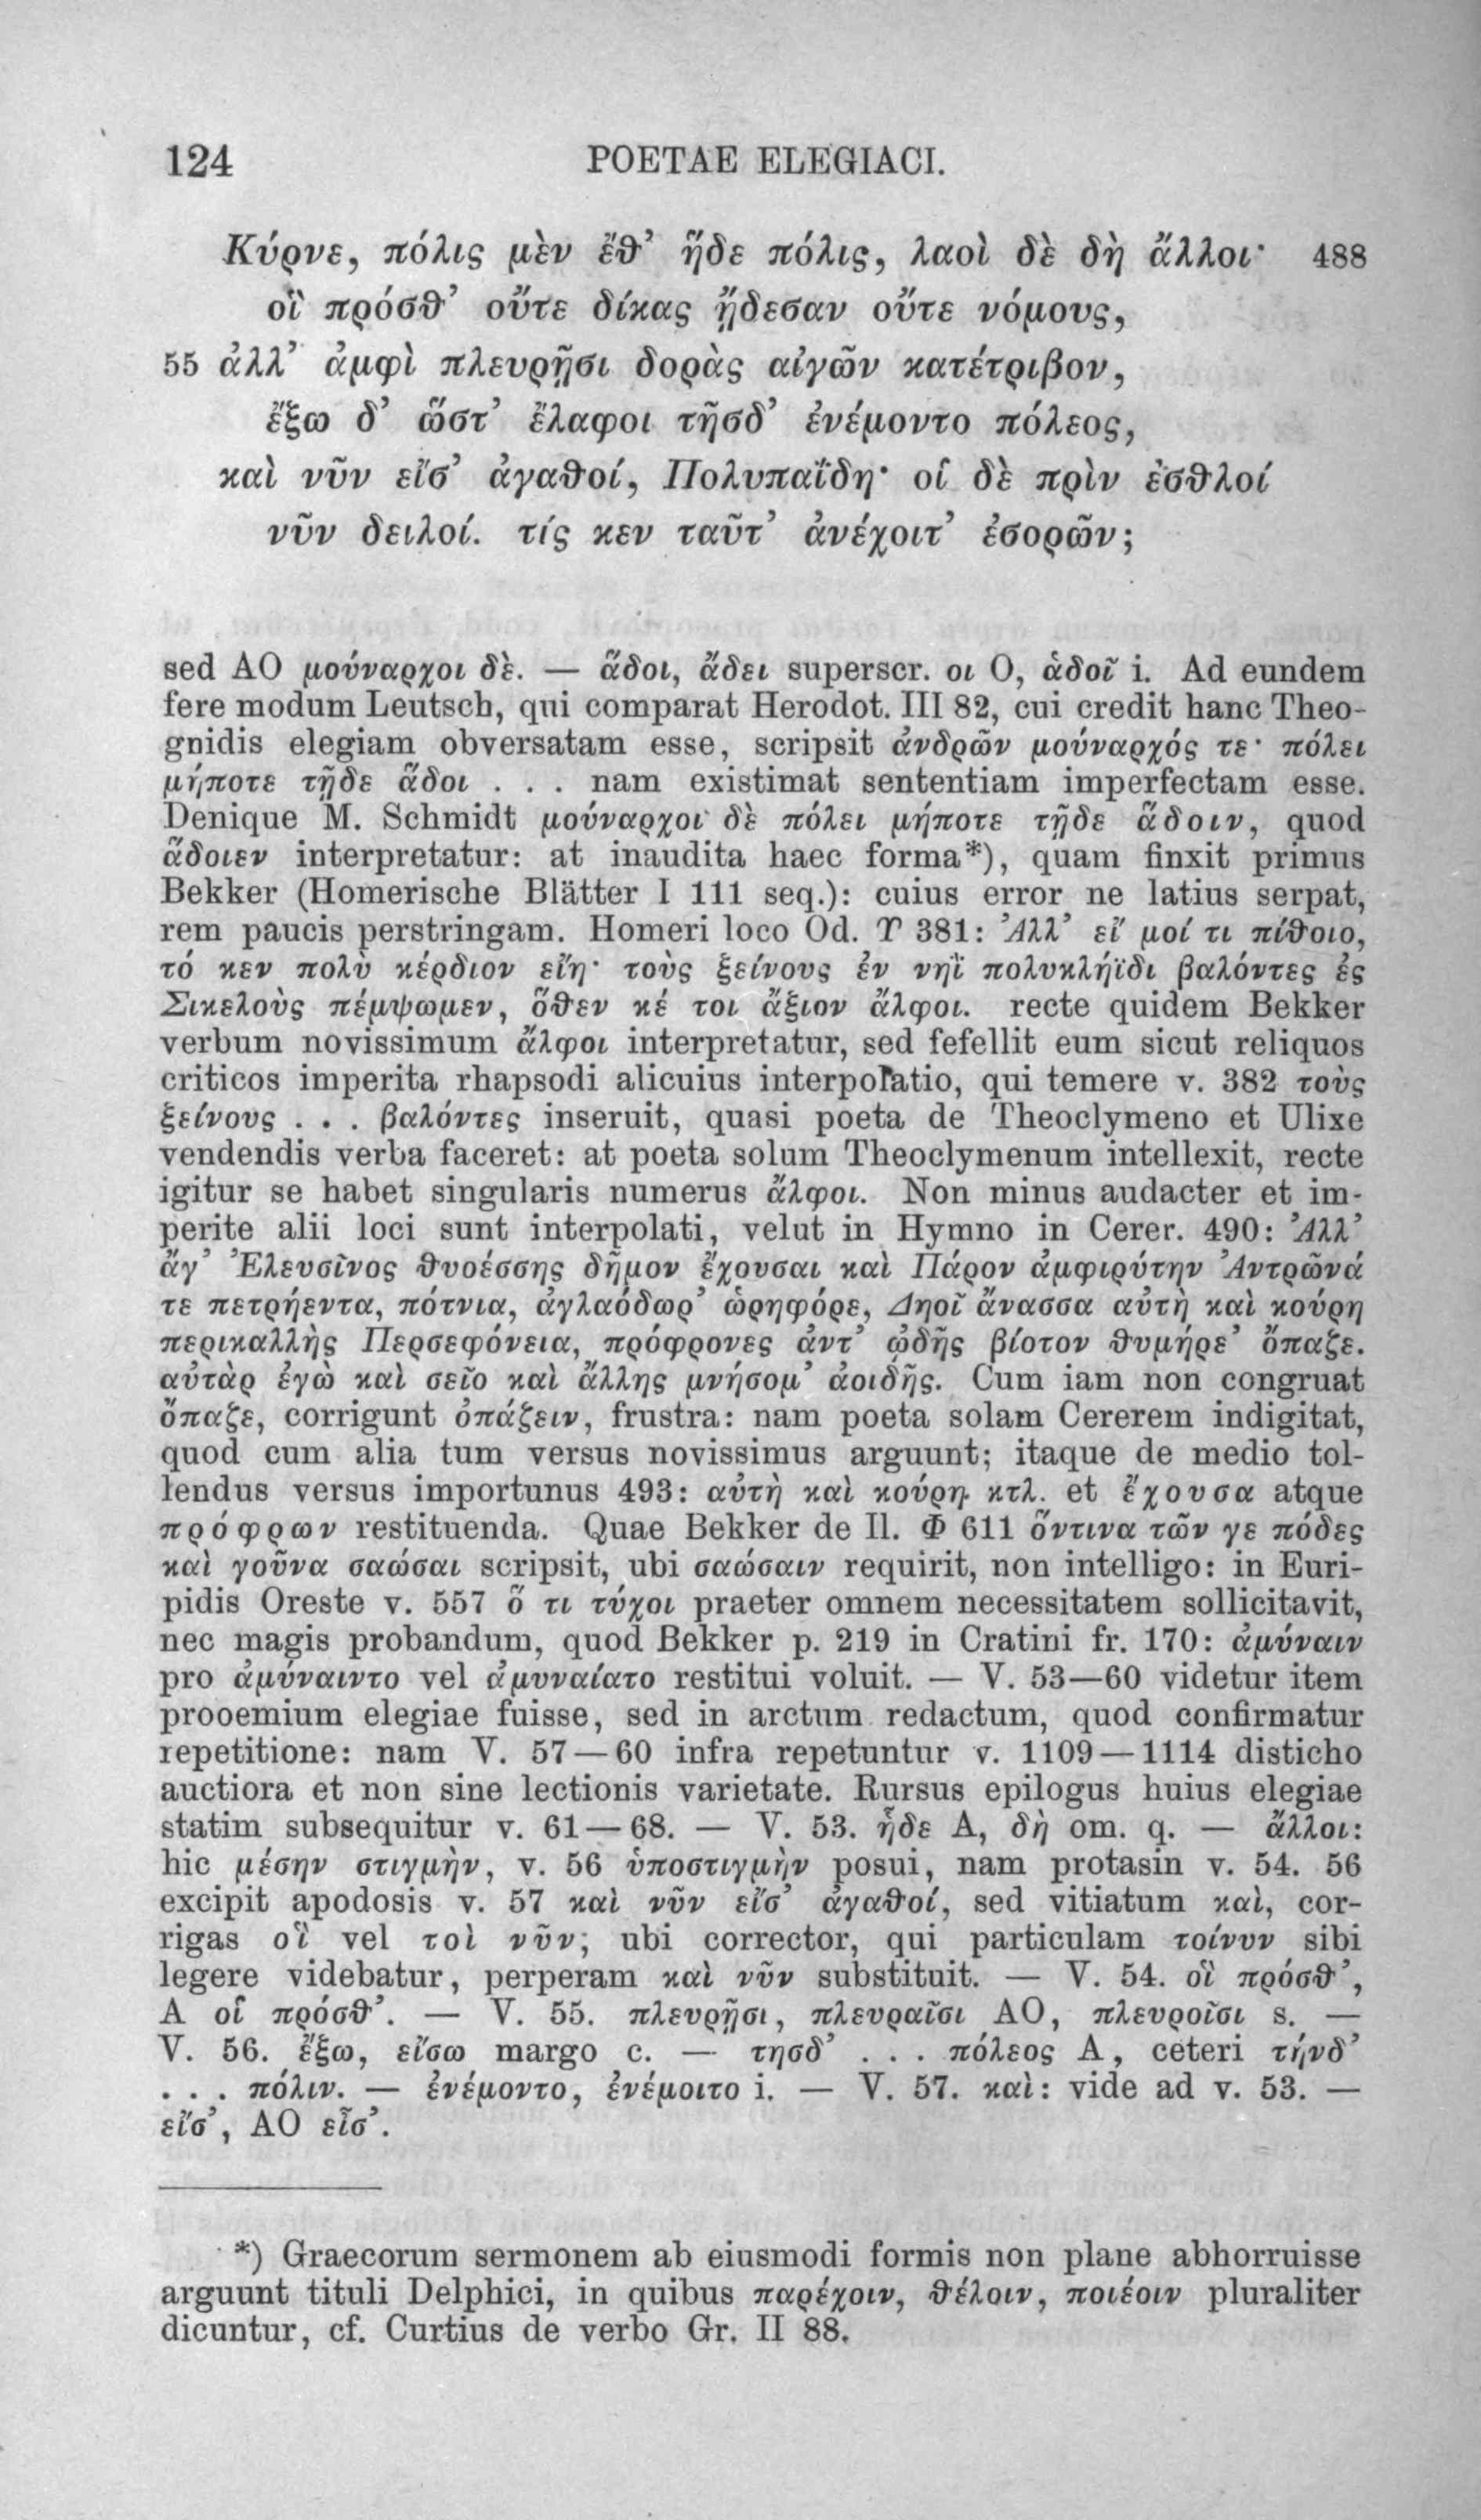 124 POETAE ELEGIACI.
Κύρνε, πόλις μὲν ἔθ’ ἥδε πόλις, λαοὶ δὲ δὴ ἄλλοι· 488
οἳ πρόσθ’ οὔτε δίκας ᾔδεσαν οὔτε νόμους,
55 ἀλλ’ ἀμφὶ πλευρῇσι δορὰς αἰγῶν κατέτριβον,
ἔξω δ’ ὥστ’ ἔλαφοι τῆσδ’ ἐνέμοντο πόλεος,
καὶ νῦν εἴσ’ ἀγαθοί, Πολυπαΐδη· οἱ δὲ πρὶν ἐσθλοί
νῦν δειλοί. τίς κεν ταῦτ’ ἀνέχοιτ’ ἐσορῶν;
sed AO μούναρχοι δὲ. — ἅδοι, ἄδει superscr. οι O, ἁδοῖ i. Ad eundem
fere modum Leutsch, qui comparat Herodot. III 82, cui credit hanc Theo-
gnidis elegiam obversatam esse, scripsit ἀνδρῶν μούναρχός τε· πόλει
μήποτε τῇδε ἅδοι . . . nam existimat sententiam imperfectam esse.
Denique M. Schmidt μούναρχοι δὲ πόλει μήποτε τῇδε ἅδοιν, quod
ἅδοιεν interpretatur: at inaudita haec forma*), quam finxit primus
Bekker (Homerische Blätter I 111 seq.): cuius error ne latius serpat,
rem paucis perstringam. Homeri loco Od. Υ 381: Ἀλλ’ εἴ μοί τι πίθοιο,
τό κεν πολὺ κέρδιον εἴη· τοὺς ξείνους ἐν νηῒ πολυκλήϊδι βαλόντες ἐς
Σικελοὺς πέμψωμεν, ὅθεν κέ τοι ἄξιον ἄλφοι. recte quidem Bekker
verbum novissimum ἄλφοι interpretatur, sed fefellit eum sicut reliquos
criticos imperita rhapsodi alicuius interpolatio, qui temere v. 382 τοὺς
ξείνους . . . βαλόντες inseruit, quasi poeta de Theoclymeno et Ulixe
vendendis verba faceret: at poeta solum Theoclymenum intellexit, recte
igitur se habet singularis numerus ἄλφοι. Non minus audacter et im-
perite alii loci sunt interpolati, velut in Hymno in Cerer. 490: Ἀλλ’
ἄγ’ Ἐλευσῖνος θυοέσσης δῆμον ἔχουσαι καὶ Πάρον ἀμφιρύτην Ἀντρῶνά
τε πετρήεντα, πότνια, ἀγλαόδωρ’ ὡρηφόρε, Δηοῖ ἄνασσα αὐτὴ καὶ κούρη
περικαλλὴς Περσεφόνεια, πρόφρονες ἀντ’ ᾠδῆς βίοτον θυμήρε’ ὄπαζε.
αὐτὰρ ἐγὼ καὶ σεῖο καὶ ἄλλης μνήσομ’ ἀοιδῆς. Cum iam non congruat
ὄπαζε, corrigunt ὀπάζειν, frustra: nam poeta solam Cererem indigitat,
quod cum alia tum versus novissimus arguunt; itaque de medio tol-
lendus versus importunus 493: αὐτὴ καὶ κούρη κτλ. et ἔχουσα atque
πρόφρων restituenda. Quae Bekker de Il. Φ 611 ὅντινα τῶν γε πόδες
καὶ γοῦνα σαώσαι scripsit, ubi σαώσαιν requirit, non intelligo: in Euri-
pidis Oreste v. 557 ὅ τι τύχοι praeter omnem necessitatem sollicitavit,
nec magis probandum, quod Bekker p. 219 in Cratini fr. 170: ἀμύναιν
pro ἀμύναιντο vel ἀμυναίατο restitui voluit. — V. 53—60 videtur item
prooemium elegiae fuisse, sed in arctum redactum, quod confirmatur
repetitione: nam V. 57—60 infra repetuntur v. 1109—1114 disticho
auctiora et non sine lectionis varietate. Rursus epilogus huius elegiae
statim subsequitur v. 61—68. — V. 53. ἦδε A, δὴ om. q. — ἄλλοι:
hic μέσην στιγμὴν, v. 56 ὑποστιγμὴν posui, nam protasin v. 54. 56
excipit apodosis v. 57 καὶ νῦν εἴσ’ ἀγαθοί, sed vitiatum καὶ, cor-
rigas οἳ vel τοὶ νῦν; ubi corrector, qui particulam τοίνυν sibi
legere videbatur, perperam καὶ νῦν substituit. — V. 54. οἳ πρόσθ’,
A οἱ πρόσθ’. — V. 55. πλευρῇσι, πλευραῖσι AO, πλευροῖσι s. —
V. 56. ἔξω, εἴσω margo c. — τησδ’ . . . πόλεος A, ceteri τήνδ’
. . . πόλιν. — ἐνέμοντο, ἐνέμοιτο i. — V. 57. καὶ: vide ad v. 53. —
εἴσ’, AO εἶσ’.
*) Graecorum sermonem ab eiusmodi formis non plane abhorruisse
arguunt tituli Delphici, in quibus παρέχοιν, θέλοιν, ποιέοιν pluraliter
dicuntur, cf. Curtius de verbo Gr. II 88.